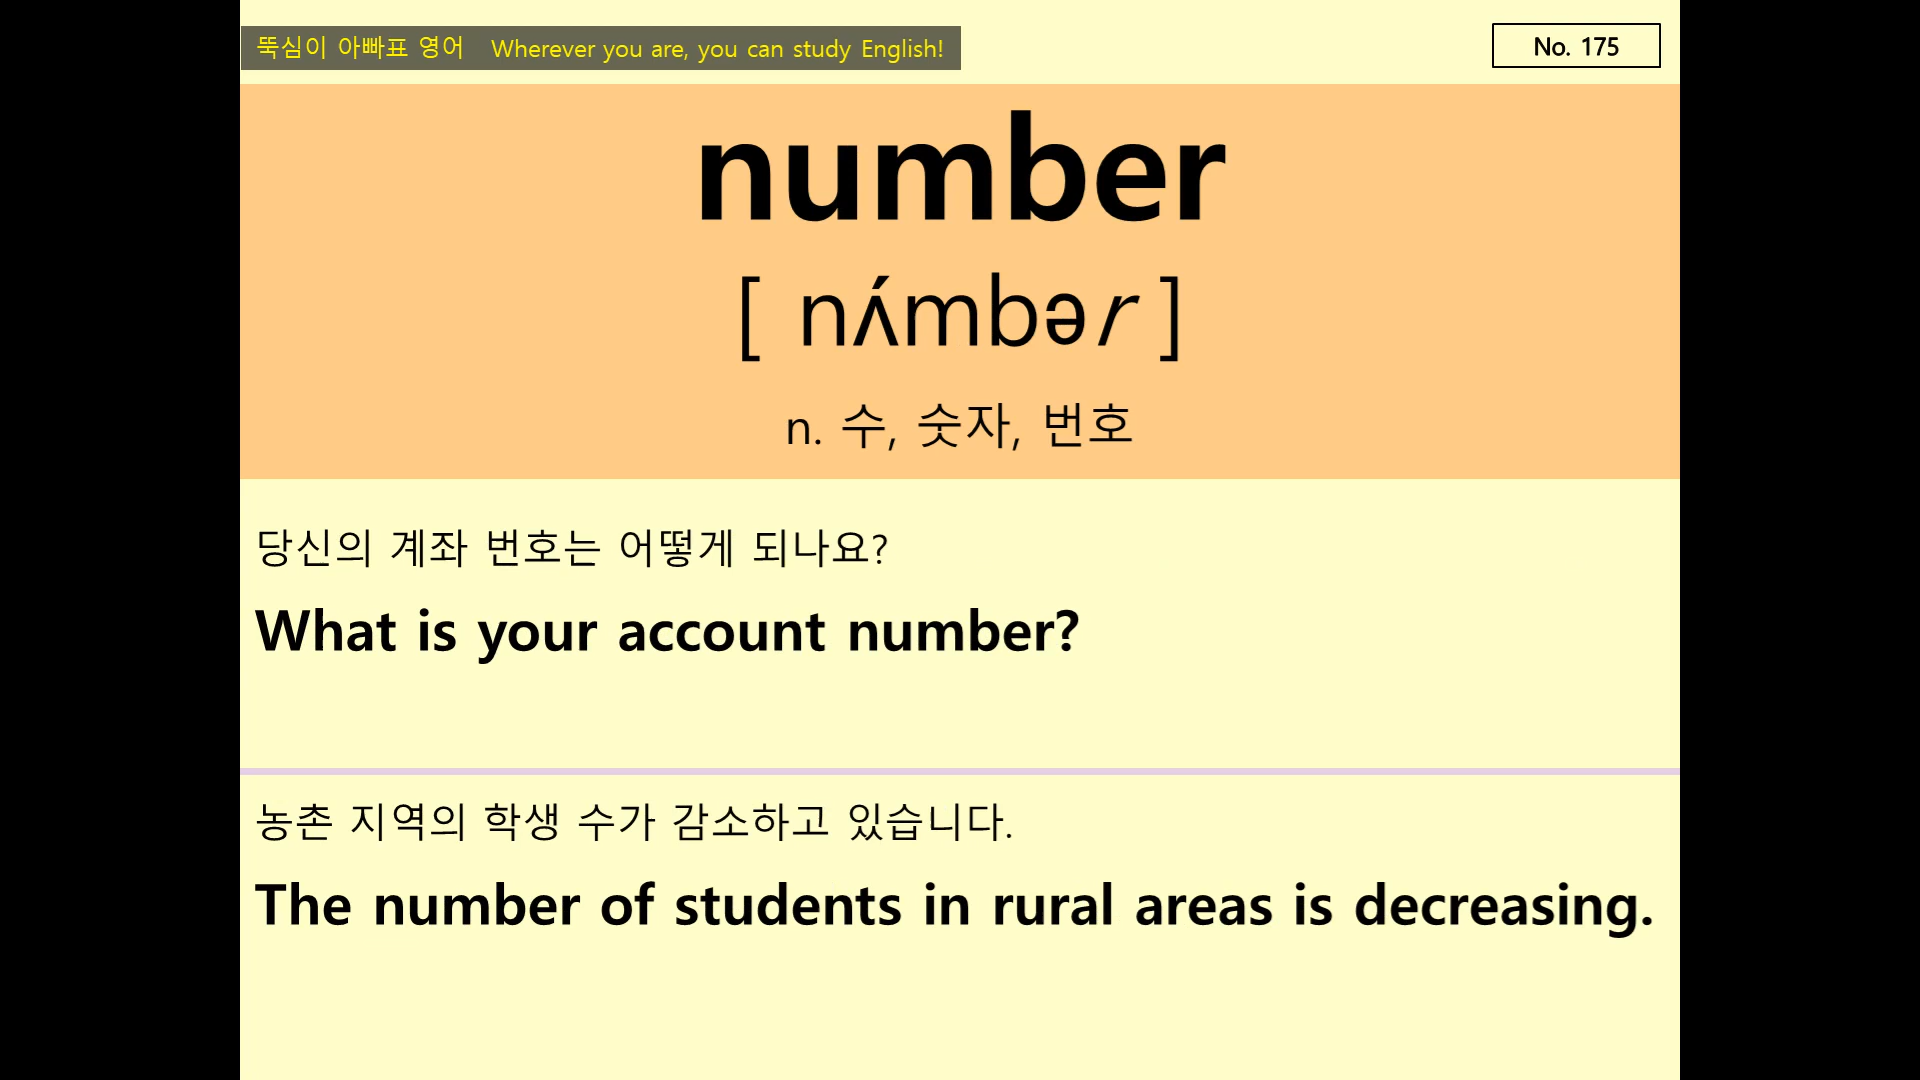 뚝심이 아빠표 영어 Wherever you are, you can study English!
No. 175
number
[ nʌ́mbər ]
n. 수, 숫자, 번호
당신의 계좌 번호는 어떻게 되나요?
What is your account number?
농촌 지역의 학생 수가 감소하고 있습니다.
The number of students in rural areas is decreasing.